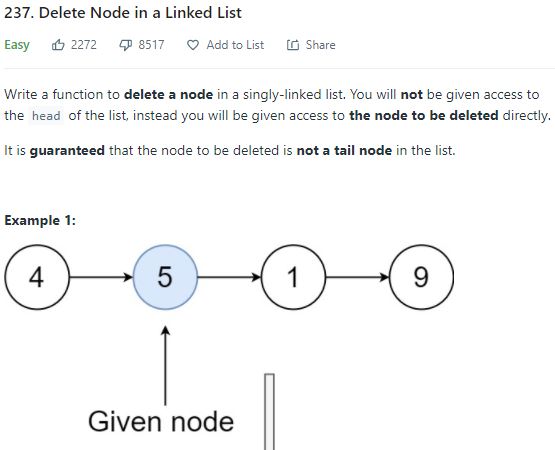 237. Delete Node in a Linked List
Easy 2272 8517 Add to List Share
Write a function to delete a node in a singly-linked list. You will not be given access to
the head of the list, instead you will be given access to the node to be deleted directly.
It is guaranteed that the node to be deleted is not a tail node in the list.
Example 1:
4 5 1 9
Given node